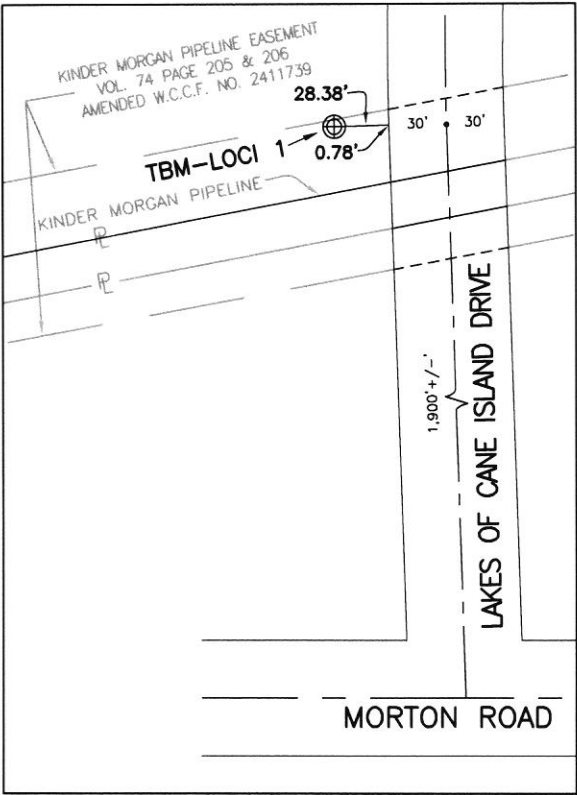 KINDER MORGAN PIPELINE EASEMENT
VOL. 74 PAGE 205 & 206
AMENDED W.C.C.F. NO. 2411739
28.38'
30' 30'
TBM-LOCI 1
0.78'
KINDER MORGAN PIPELINE
PL
PL
1,900'+/-'
LAKES OF CANE ISLAND DRIVE
MORTON ROAD